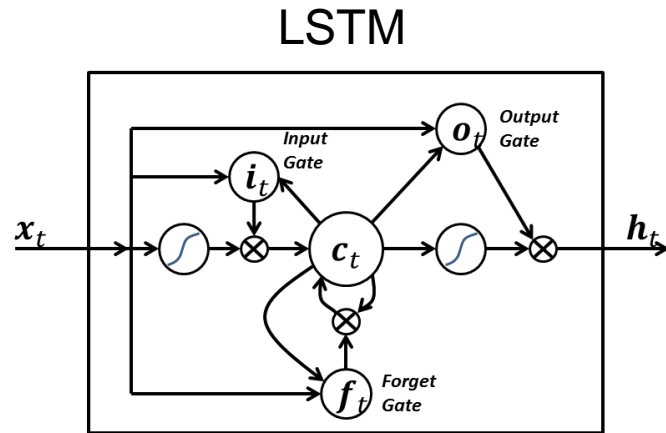 LSTM
Input
Gate
Output
Gate
o_t
i_t
x_t
c_t
h_t
f_t
Forget
Gate